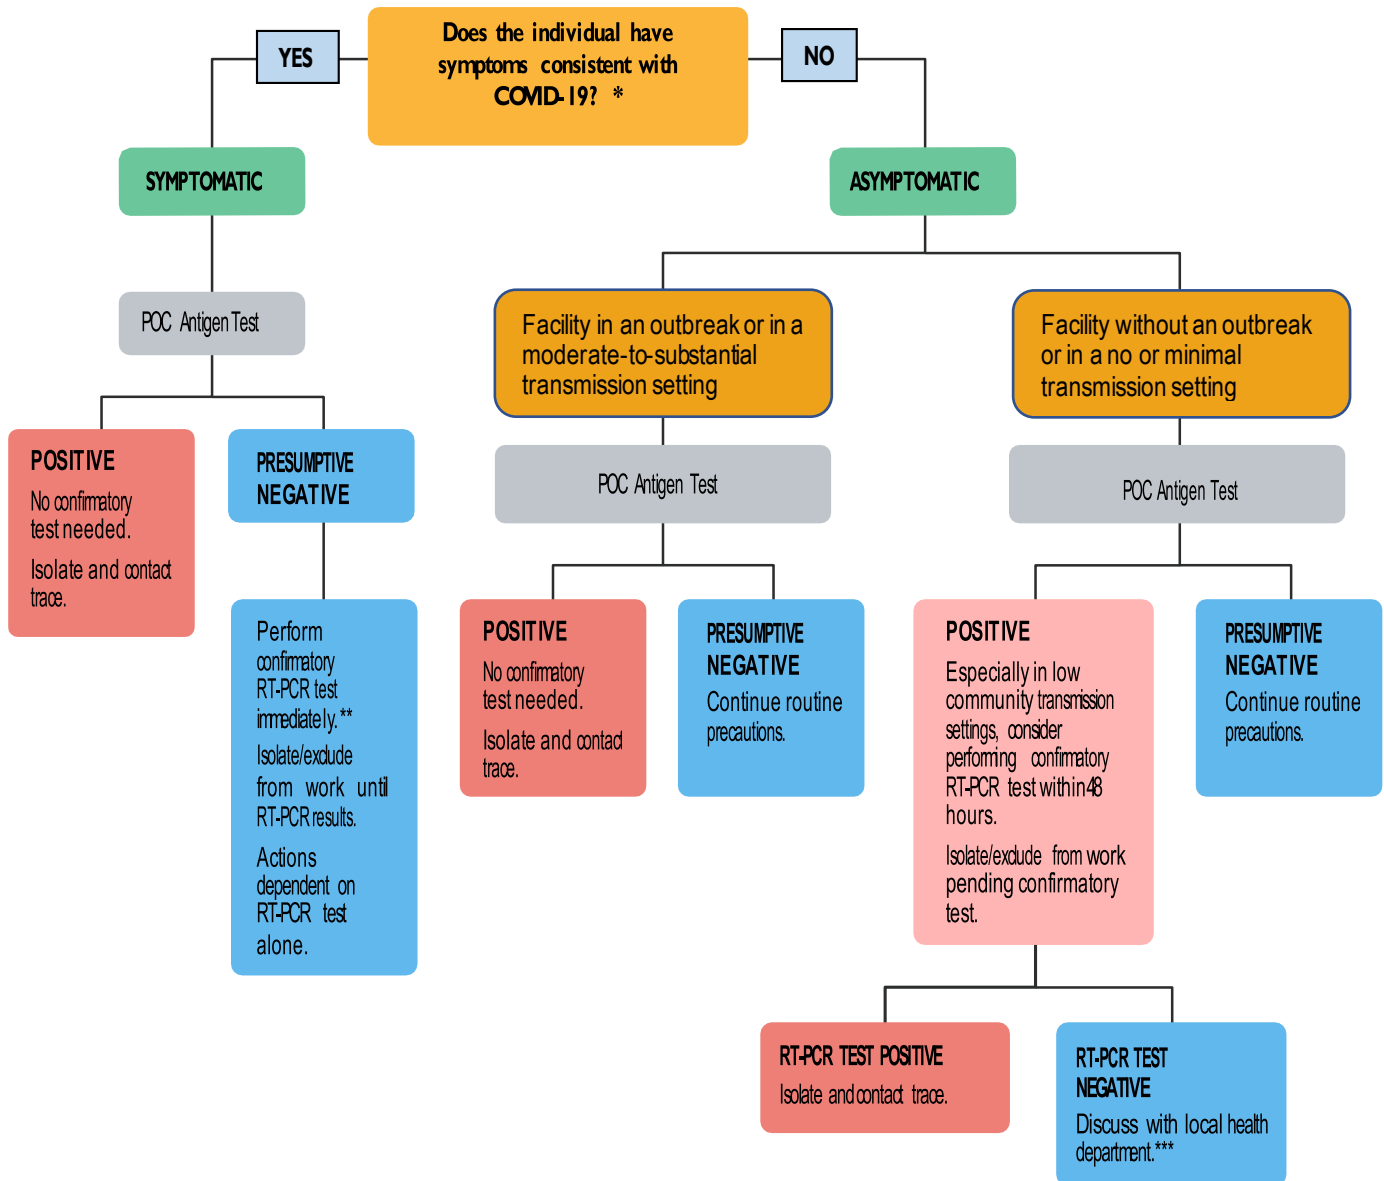 Does the individual have
symptoms consistent with
COVID-19? *
YES
NO
SYMPTOMATIC
ASYMPTOMATIC
POC Antigen Test
Facility in an outbreak or in a
moderate-to-substantial
transmission setting
Facility without an outbreak
or in a no or minimal
transmission setting
POC Antigen Test
POC Antigen Test
POSITIVE
No confirmatory
test needed.
Isolate and contact
trace.
PRESUMPTIVE
NEGATIVE
Perform
confirmatory
RT-PCR test
immediately.**
Isolate/exclude
from work until
RT-PCR results.
Actions
dependent on
RT-PCR test
alone.
POSITIVE
No confirmatory
test needed.
Isolate and contact
trace.
PRESUMPTIVE
NEGATIVE
Continue routine
precautions.
POSITIVE
Especially in low
community transmission
settings, consider
performing confirmatory
RT-PCR test within 48
hours.
Isolate/exclude from work
pending confirmatory
test.
PRESUMPTIVE
NEGATIVE
Continue routine
precautions.
RT-PCR TEST POSITIVE
Isolate and contact trace.
RT-PCR TEST
NEGATIVE
Discuss with local health
department.***